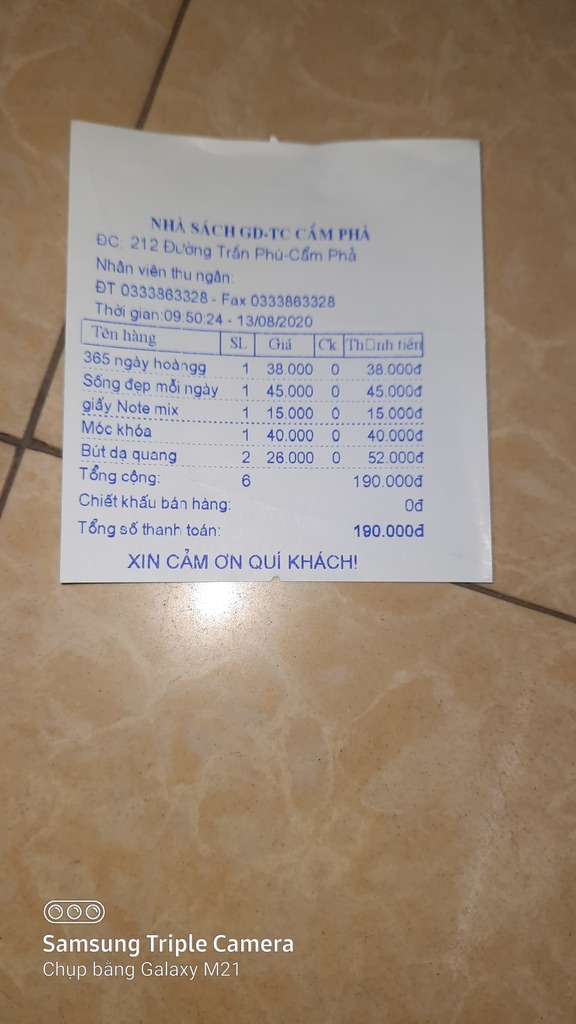 NHÀ SÁCH GD-TC CẨM PHẢ
ĐC: 212 Đường Trần Phú-Cẩm Phả
Nhân viên thu ngân:
ĐT 0333863328 - Fax 0333863328
Thời gian:09:50:24 - 13/08/2020
Tên hàng SL Giá Ck Th□nh tiền
365 ngày hoàngg 1 38.000 0 38.000đ
Sống đẹp mỗi ngày 1 45.000 0 45.000đ
giấy Note mix 1 15.000 0 15.000đ
Móc khóa 1 40.000 0 40.000đ
Bút dạ quang 2 26.000 0 52.000đ
Tổng cộng: 6 190.000đ
Chiết khấu bán hàng: 0đ
Tổng số thanh toán: 190.000đ
XIN CẢM ƠN QUÍ KHÁCH!
Samsung Triple Camera
Chụp bằng Galaxy M21